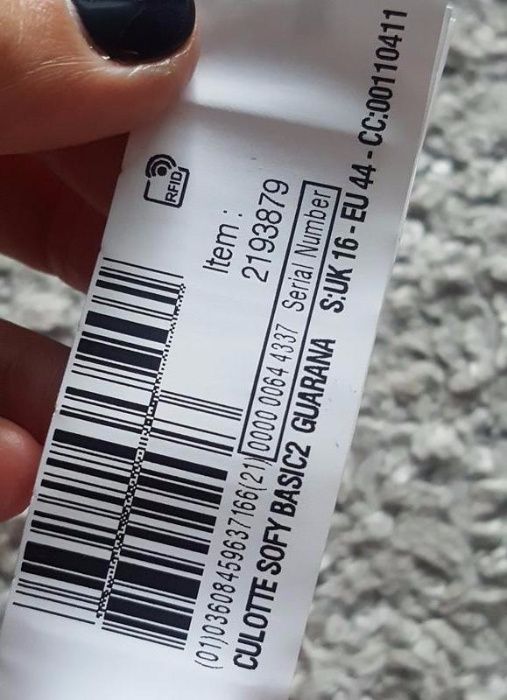 RFID
Item :
2193879
(01)03608459637166(21) 0000 0064 4337 Serial Number
CULOTTE SOFY BASIC2 GUARANA S:UK 16 - EU 44 - CC:00110411